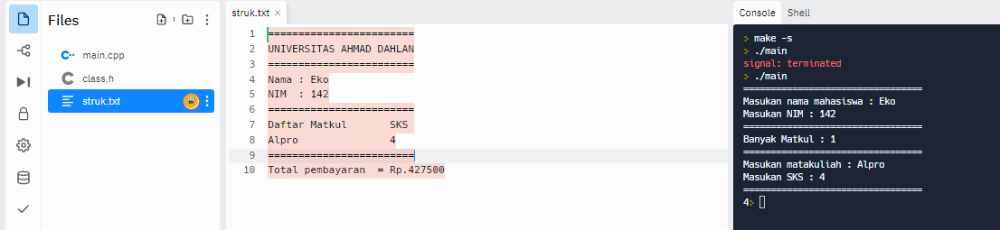 Files
main.cpp
class.h
struk.txt
struk.txt ×
1 ========================
2 UNIVERSITAS AHMAD DAHLAN
3 ========================
4 Nama : Eko
5 NIM  : 142
6 ========================
7 Daftar Matkul       SKS
8 Alpro               4
9 ========================
10 Total pembayaran  = Rp.427500
Console Shell
> make -s
> ./main
signal: terminated
> ./main
=================================
Masukan nama mahasiswa : Eko
Masukan NIM : 142
=================================
Banyak Matkul : 1
=================================
Masukan matakuliah : Alpro
Masukan SKS : 4
=================================
4>